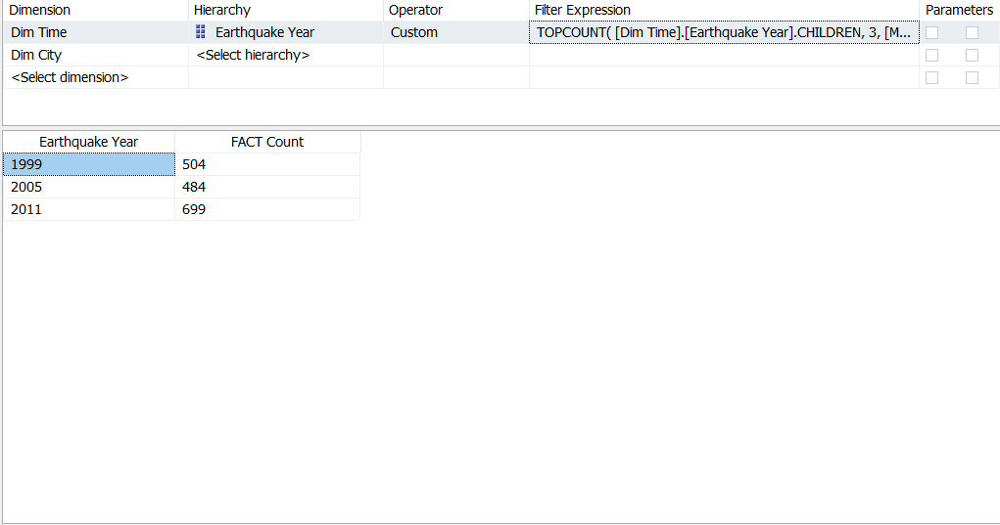 Dimension Hierarchy Operator Filter Expression Parameters
Dim Time Earthquake Year Custom TOPCOUNT( [Dim Time].[Earthquake Year].CHILDREN, 3, [M...
Dim City <Select hierarchy>
<Select dimension>
Earthquake Year FACT Count
1999 504
2005 484
2011 699